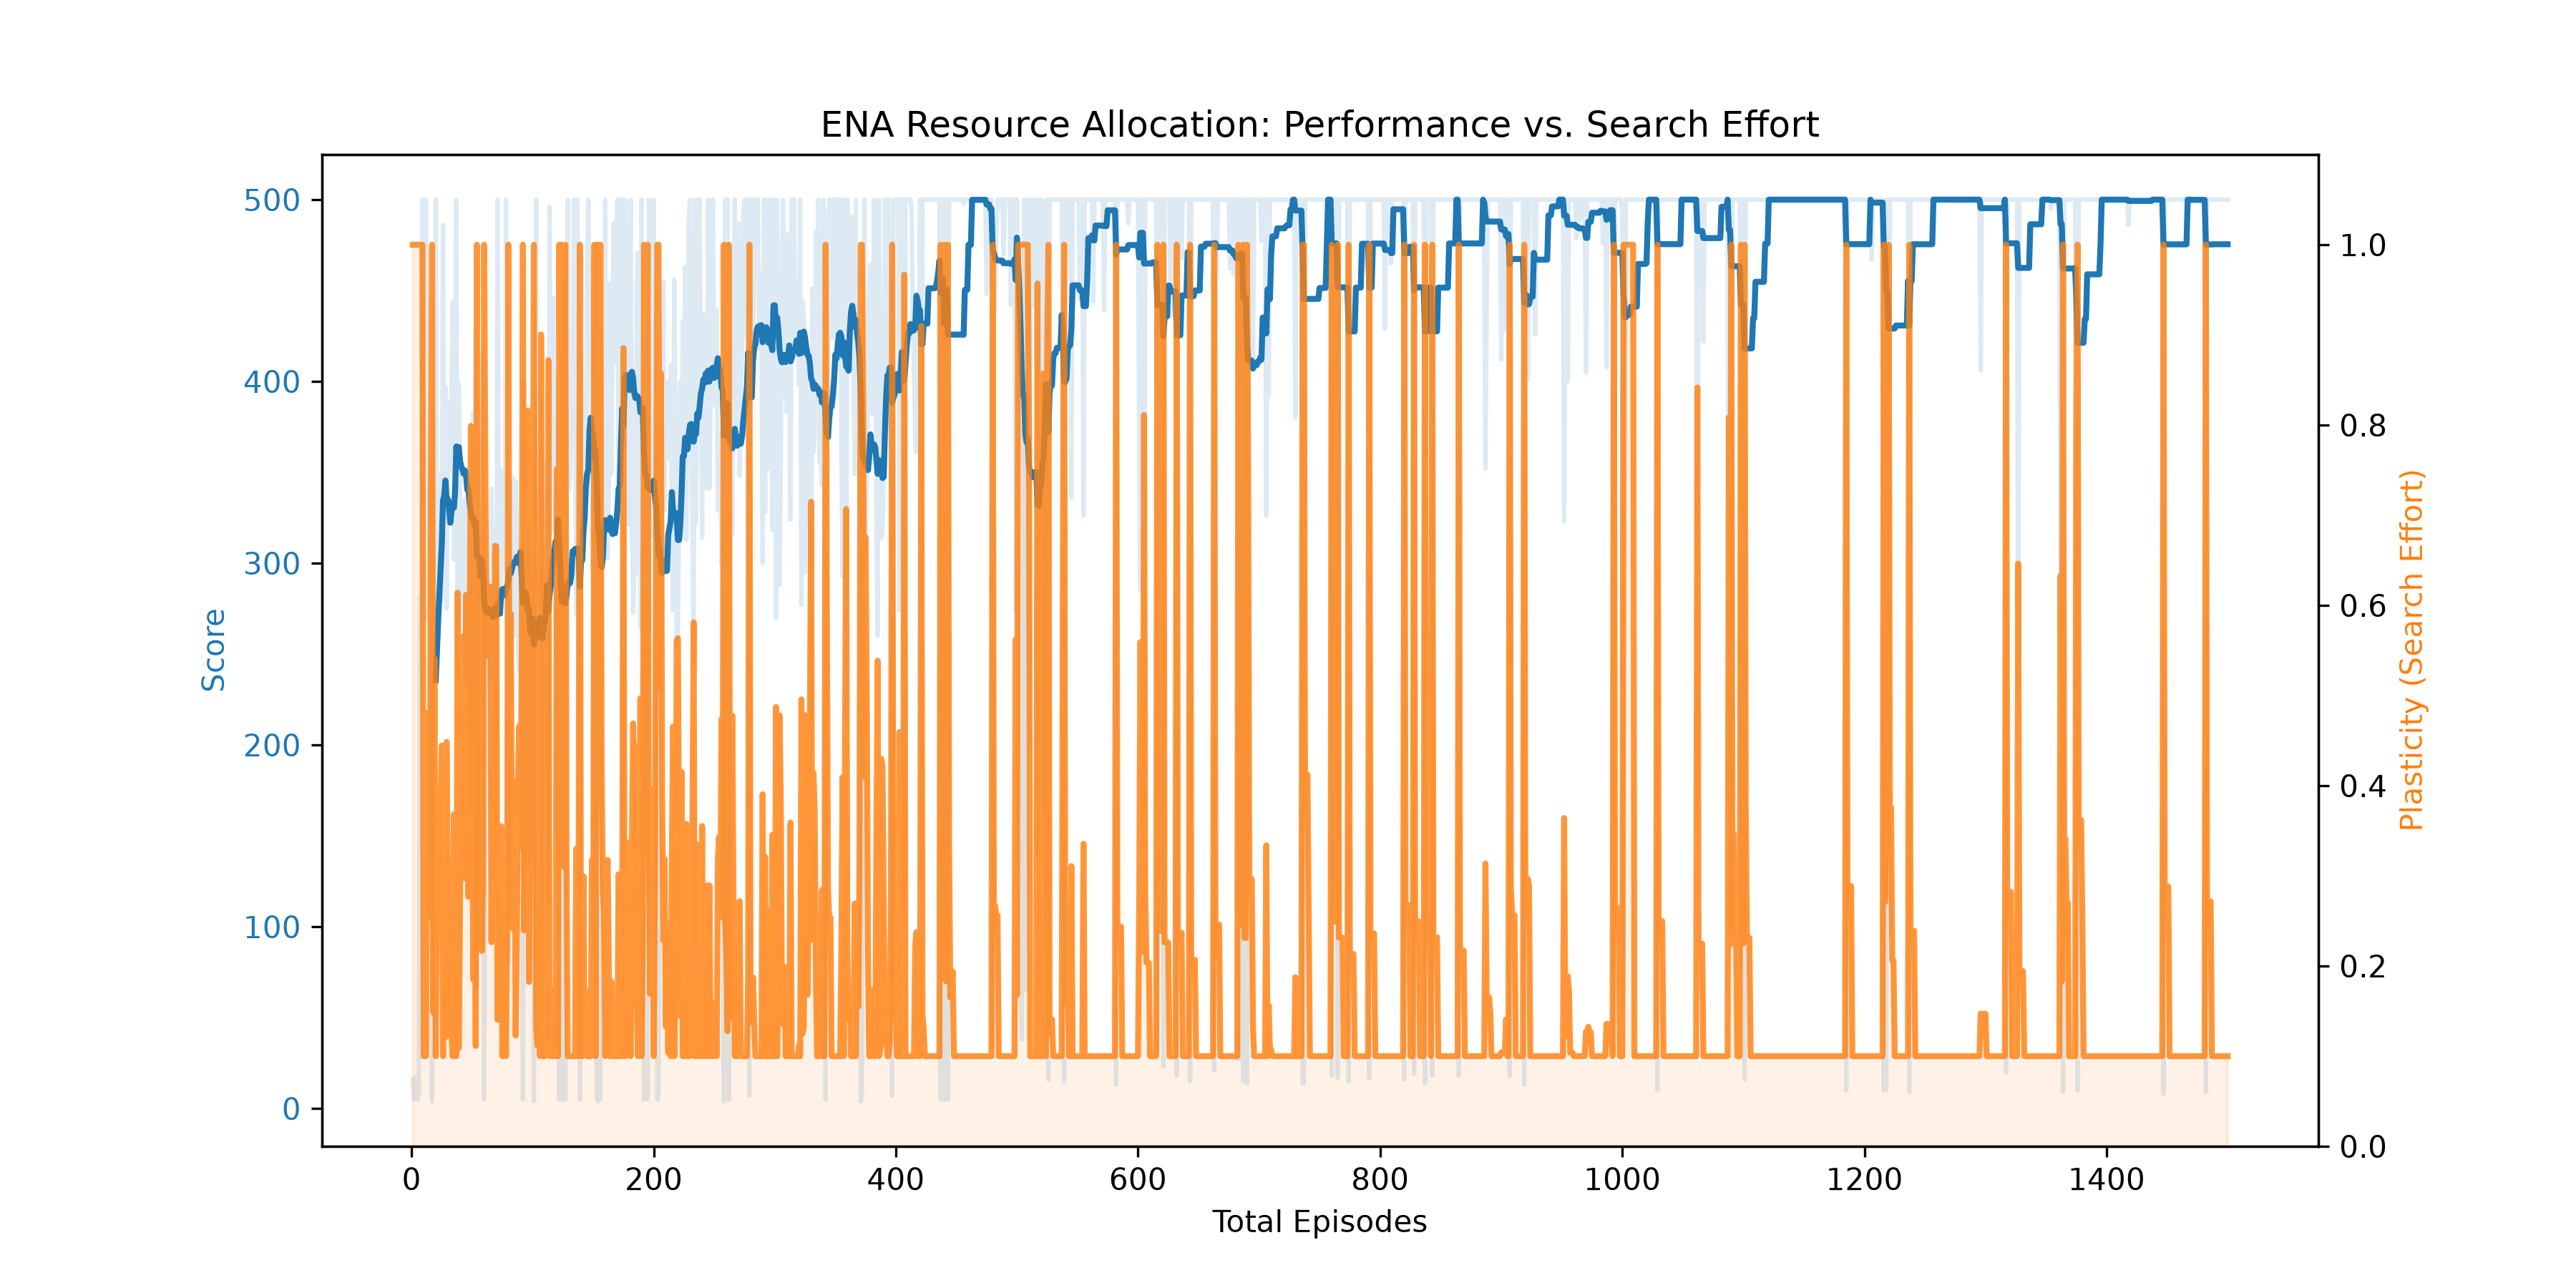 ENA Resource Allocation: Performance vs. Search Effort
500
400
300
200
100
0
Score
1.0
0.8
0.6
0.4
0.2
0.0
Plasticity (Search Effort)
0 200 400 600 800 1000 1200 1400
Total Episodes